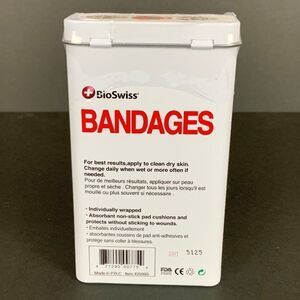 BioSwiss®
BANDAGES
For best results,apply to clean dry skin.
Change daily when wet or more often if
needed.
Pour de meilleurs résultats, appliquer sur peau
propre et sèche . Changer tous les jours lorsqu'il est
mouillé ou plus souvent si nécessaire .
• Individually wrapped
• Absorbant non-stick pad cushions and
protects without sticking to wounds.
• Embalés individuellement
• absorbantes coussins de pad anti-adhésives et
protège sans coller à blessures.
5125
Made in P.R.C
FDA
CE